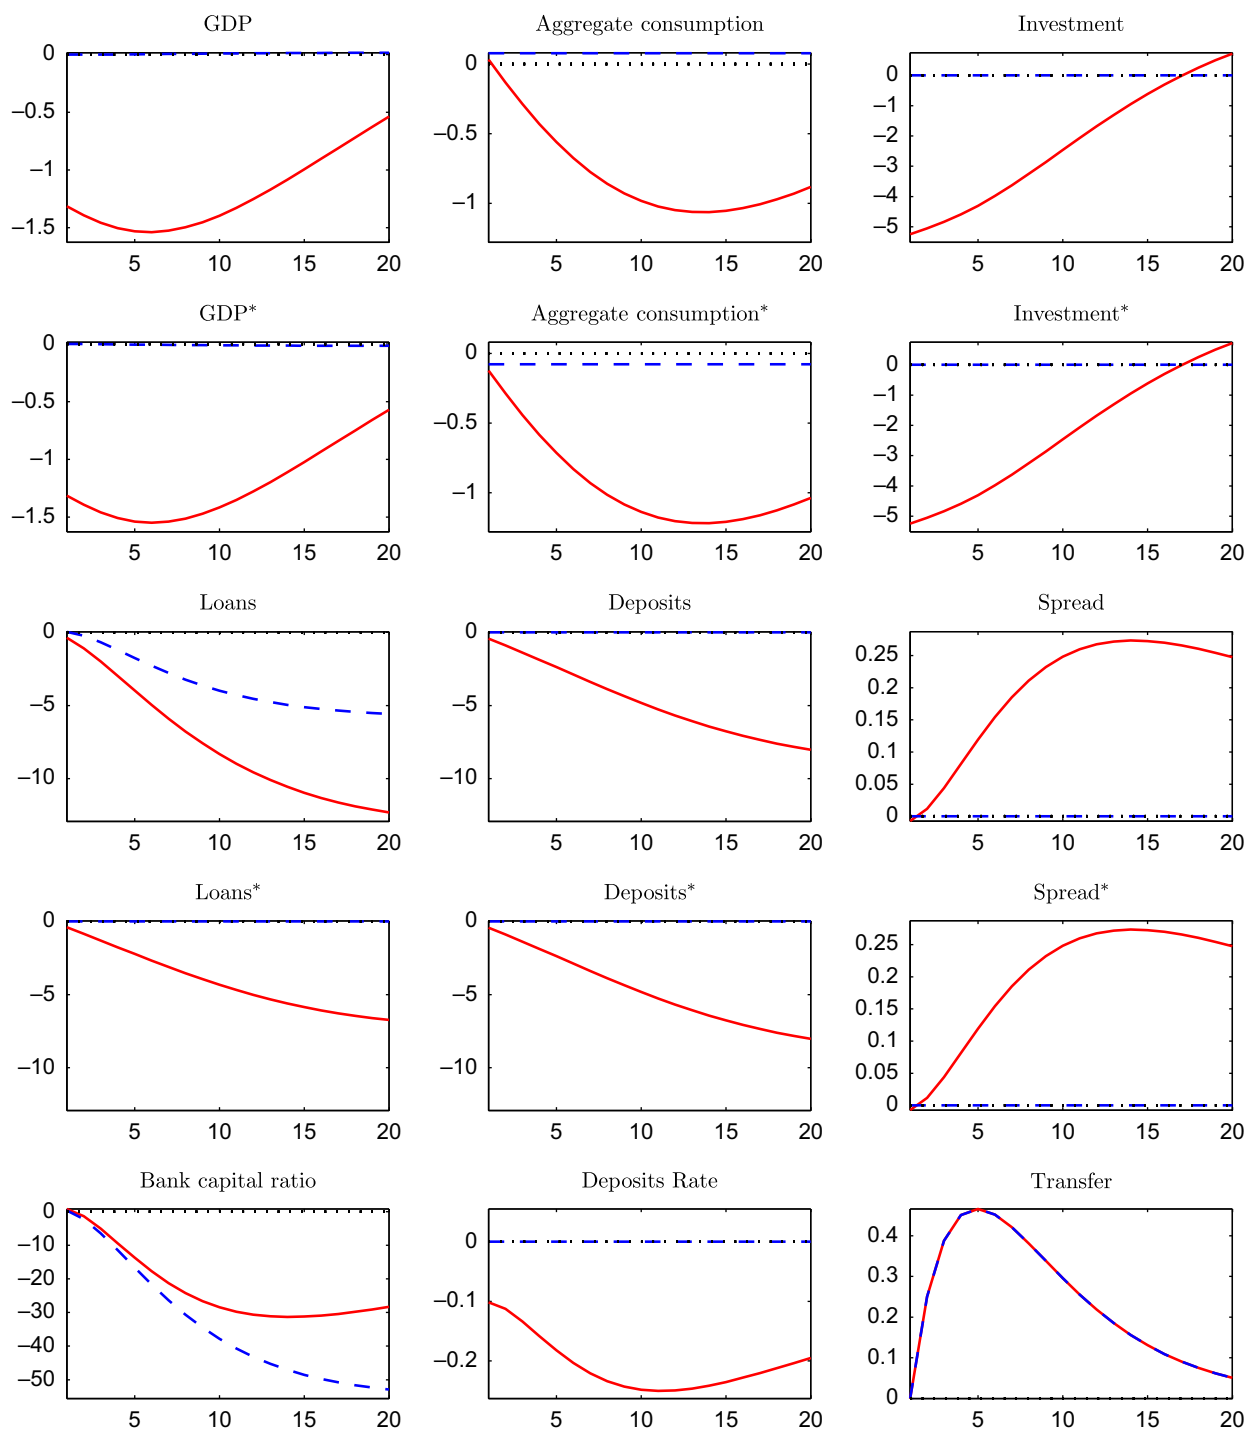 GDP
Aggregate consumption
Investment
0
–0.5
–1
–1.5
5 10 15 20
0
–0.5
–1
5 10 15 20
0
–1
–2
–3
–4
–5
5 10 15 20
GDP*
Aggregate consumption*
Investment*
0
–0.5
–1
–1.5
5 10 15 20
0
–0.5
–1
5 10 15 20
0
–1
–2
–3
–4
–5
5 10 15 20
Loans
Deposits
Spread
0
–5
–10
5 10 15 20
0
–5
–10
5 10 15 20
0.25
0.2
0.15
0.1
0.05
0
5 10 15 20
Loans*
Deposits*
Spread*
0
–5
–10
5 10 15 20
0
–5
–10
5 10 15 20
0.25
0.2
0.15
0.1
0.05
0
5 10 15 20
Bank capital ratio
Deposits Rate
Transfer
0
–10
–20
–30
–40
–50
5 10 15 20
0
–0.1
–0.2
5 10 15 20
0.4
0.3
0.2
0.1
0
5 10 15 20